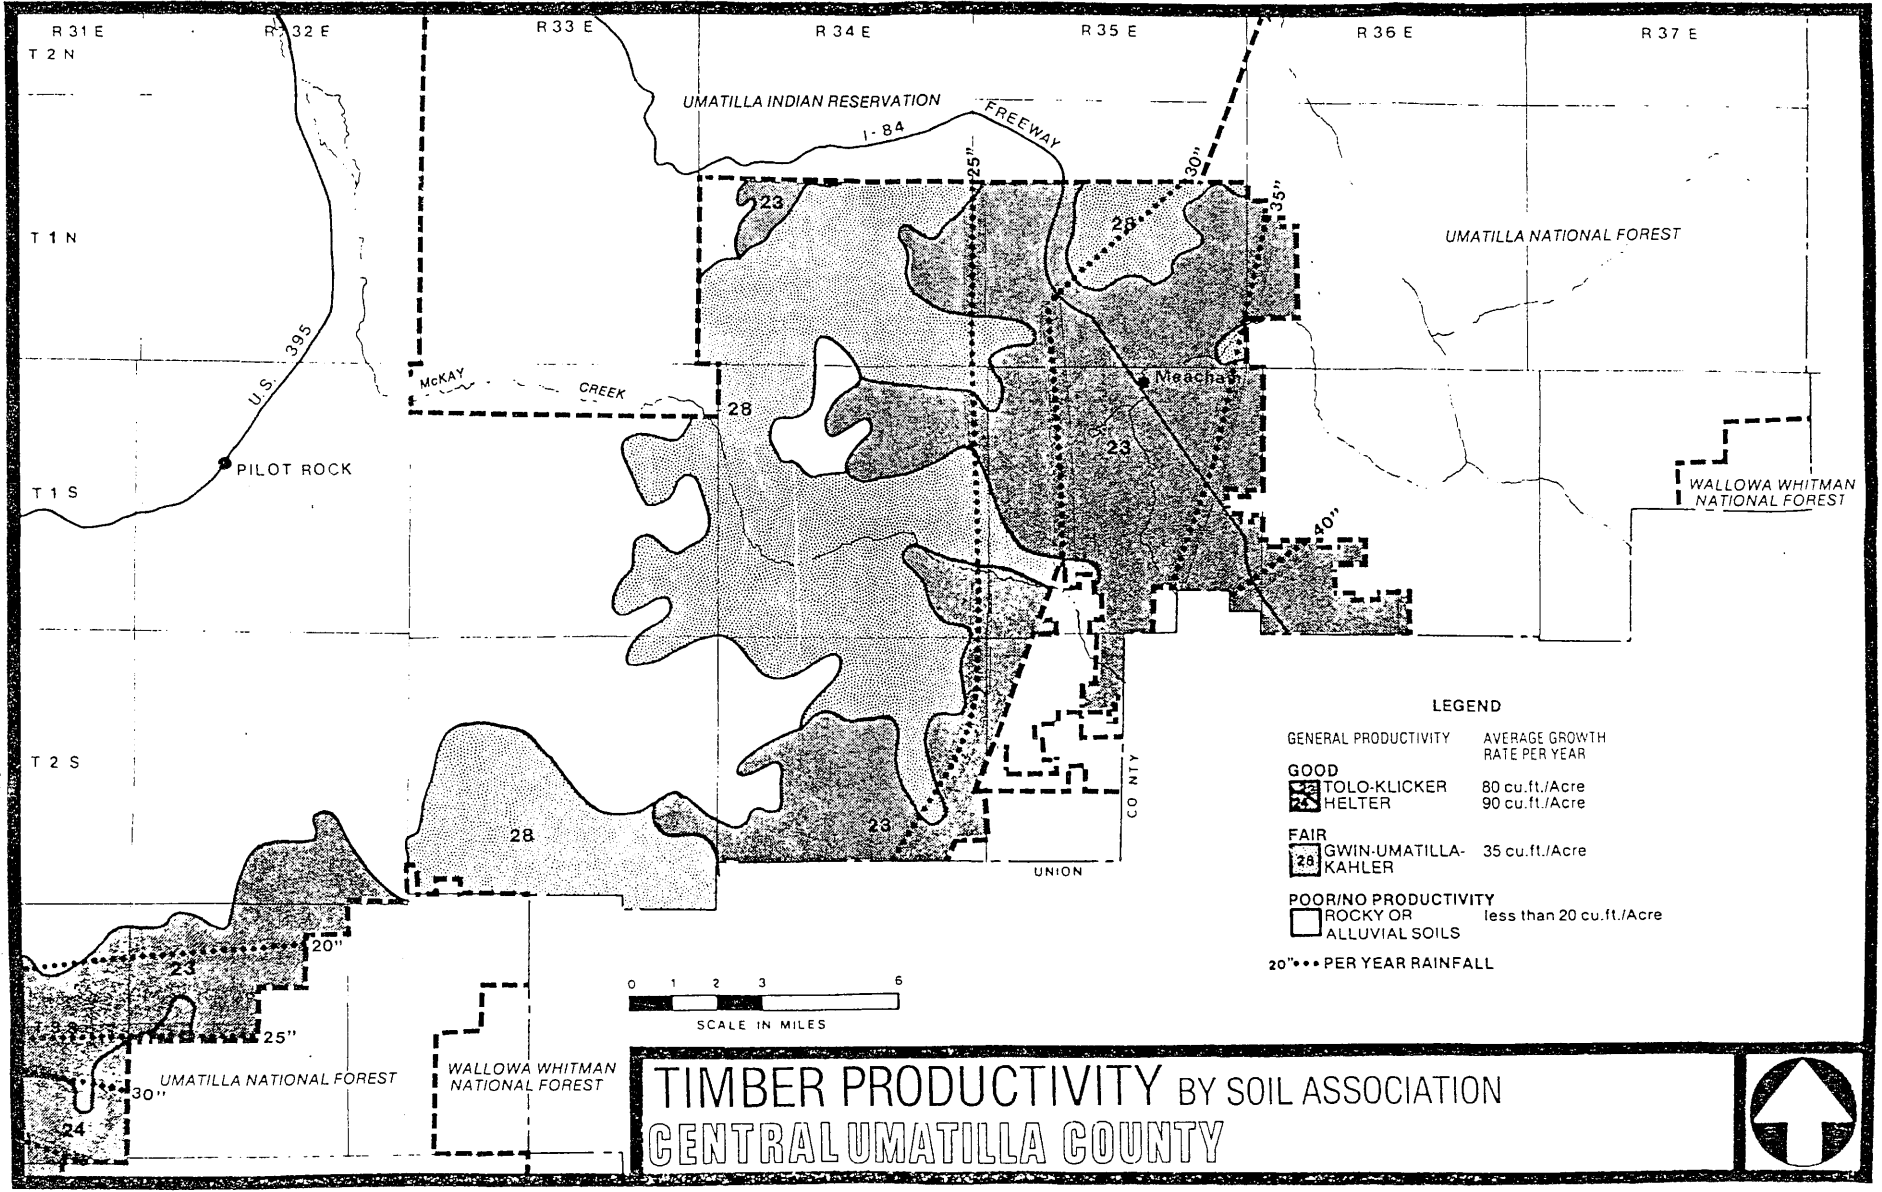 R 31 E R 32 E R 33 E R 34 E R 35 E R 36 E R 37 E
T 2 N
UMATILLA INDIAN RESERVATION
I-84 FREEWAY
25"
30"
35"
23
28
T 1 N
UMATILLA NATIONAL FOREST
U.S. 395
McKAY CREEK
28
Meacham
23
PILOT ROCK
T 1 S
WALLOWA WHITMAN
NATIONAL FOREST
40"
T 2 S
28
23
COUNTY
UNION
LEGEND
GENERAL PRODUCTIVITY AVERAGE GROWTH
RATE PER YEAR
GOOD
23 TOLO-KLICKER 80 cu.ft./Acre
24 HELTER 90 cu.ft./Acre
FAIR
28 GWIN-UMATILLA- 35 cu.ft./Acre
KAHLER
POOR/NO PRODUCTIVITY
ROCKY OR less than 20 cu.ft./Acre
ALLUVIAL SOILS
20" ••• PER YEAR RAINFALL
20"
23
25"
30"
24
UMATILLA NATIONAL FOREST
WALLOWA WHITMAN
NATIONAL FOREST
0 1 2 3 6
SCALE IN MILES
TIMBER PRODUCTIVITY BY SOIL ASSOCIATION
CENTRAL UMATILLA COUNTY